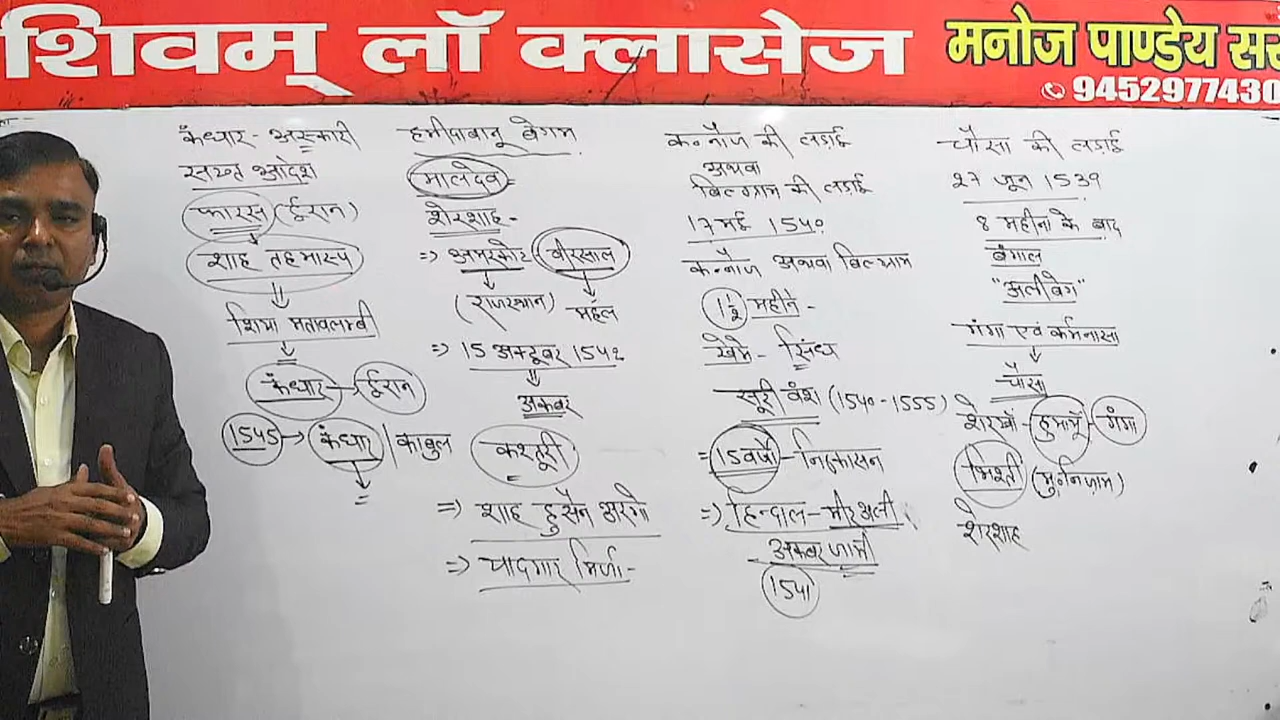 शिवम् लॉ क्लासेज
मनोज पाण्डेय सर
9452977430
कंधार - अस्कारी
सख्त आदेश
फारस (ईरान)
शाह तहमास्प
शिया मतावलम्बी
कंधार → ईरान
1545 → कंधार / काबुल
हमीदाबानू बेगम
मालदेव =
शेरशाह -
⇒ अमरकोट (वीरसाल
(राजस्थान) महल
⇒ 15 अक्टूबर 1542
अकबर
कस्तूरी
⇒ शाह हुसैन अरगो
⇒ यादगार मिर्जा -
कन्नौज की लड़ाई
अथवा
बिलग्राम की लड़ाई
17 मई 1540
कन्नौज अथवा बिलग्राम
1½ महीने -
खेमे - सिंध
सूरी वंश (1540 - 1555)
= 15 वर्षों - निष्कासन
⇒ हिन्दाल - मीर अली
अकबर जामी
1541
चौसा की लड़ाई
27 जून 1539
8 महीना के बाद
बंगाल
"अलीबेग"
गंगा एवं कर्मनासा
चौसा
शेरखाँ - हुमायूँ - गंगा
भिश्ती (मु॰ निज़ाम)
शेरशाह